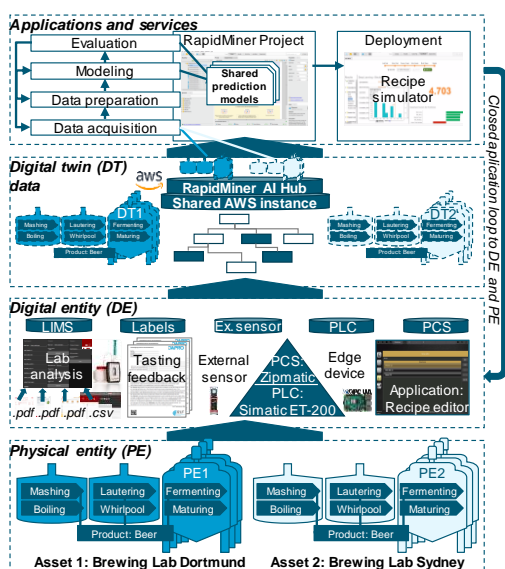 Applications and services
Evaluation
Modeling
Data preparation
Data acquisition
RapidMiner Project
Shared
prediction
models
Deployment
Recipe
simulator
4.703
Closed aplication loop to DE and PE
Digital twin (DT)
data
aws
RapidMiner AI Hub
Shared AWS instance
DT1
Mashing
Lautering
Fermenting
Boiling
Whirlpool
Maturing
Product: Beer
DT2
Mashing
Lautering
Fermenting
Boiling
Whirlpool
Maturing
Product: Beer
Digital entity (DE)
LIMS
Labels
Ex. sensor
PLC
PCS
Lab
analysis
.pdf .pdf .pdf .csv
Tasting
feedback
External
sensor
PCS:
Zipmatic
PLC:
Simatic ET-200
Edge
device
Application:
Recipe editor
Physical entity (PE)
PE1
Mashing
Lautering
Fermenting
Boiling
Whirlpool
Maturing
Product: Beer
PE2
Mashing
Lautering
Fermenting
Boiling
Whirlpool
Maturing
Product: Beer
Asset 1: Brewing Lab Dortmund
Asset 2: Brewing Lab Sydney